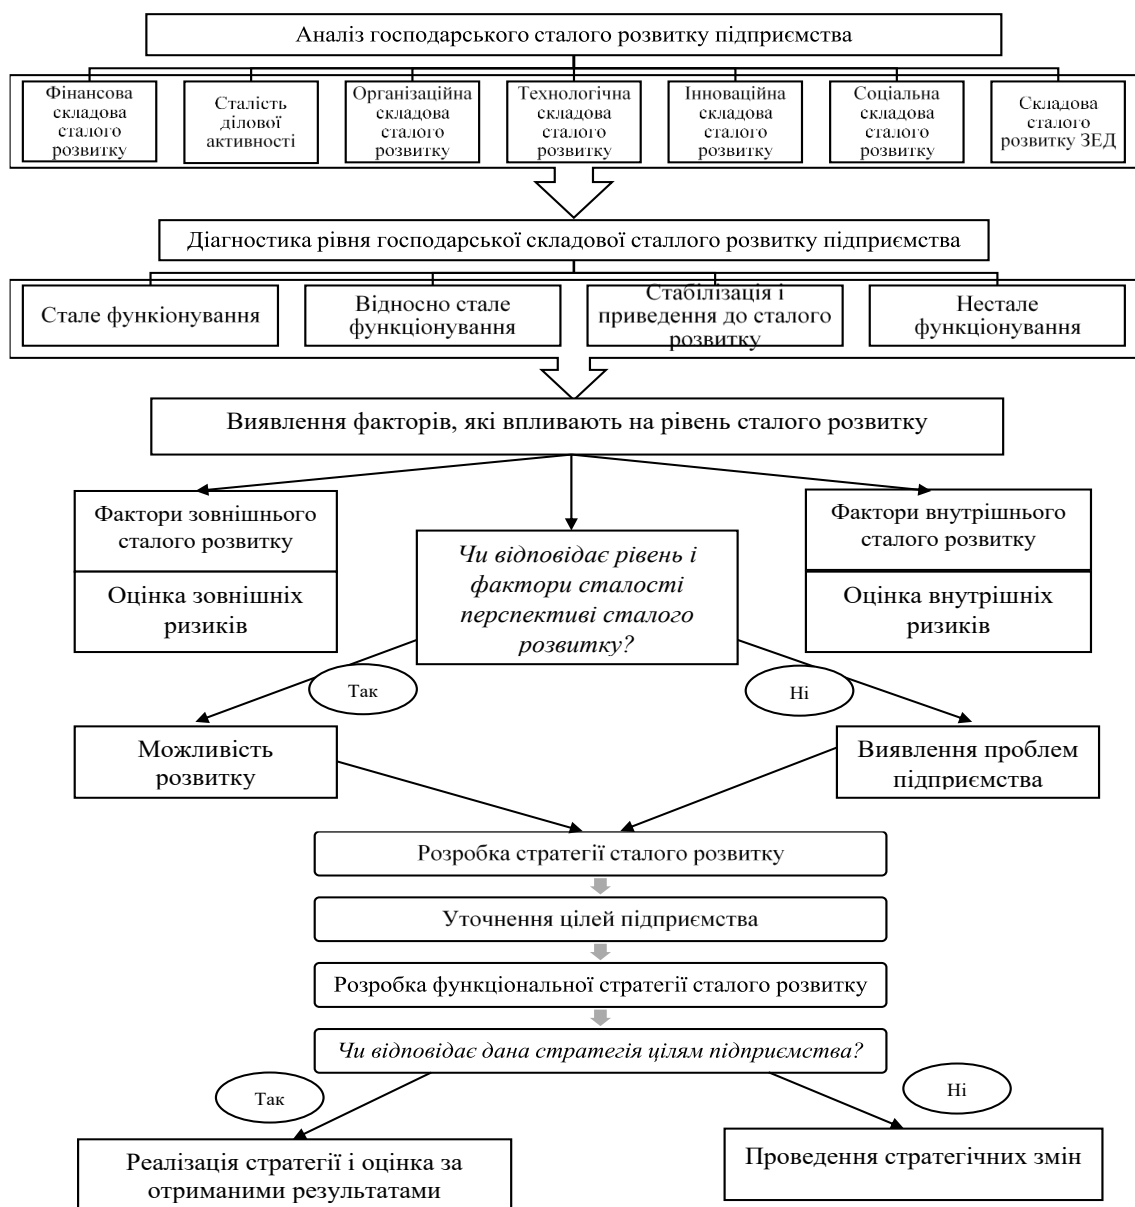 Аналіз господарського сталого розвитку підприємства
Фінансова
складова
сталого
розвитку
Сталість
ділової
активності
Організаційна
складова
сталого
розвитку
Технологічна
складова
сталого
розвитку
Інноваційна
складова
сталого
розвитку
Соціальна
складова
сталого
розвитку
Складова
сталого
розвитку ЗЕД
Діагностика рівня господарської складової сталлого розвитку підприємства
Стале функіонування
Відносно стале
функціонування
Стабілізація і
приведення до сталого
розвитку
Нестале
функціонування
Виявлення факторів, які впливають на рівень сталого розвитку
Фактори зовнішнього
сталого розвитку
Оцінка зовнішніх
ризиків
Чи відповідає рівень і
фактори сталості
перспективі сталого
розвитку?
Фактори внутрішнього
сталого розвитку
Оцінка внутрішніх
ризиків
Так
Ні
Можливість
розвитку
Виявлення проблем
підприємства
Розробка стратегії сталого розвитку
Уточнення цілей підприємства
Розробка функціональної стратегії сталого розвитку
Чи відповідає дана стратегія цілям підприємства?
Так
Ні
Реалізація стратегії і оцінка за
отриманими результатами
Проведення стратегічних змін